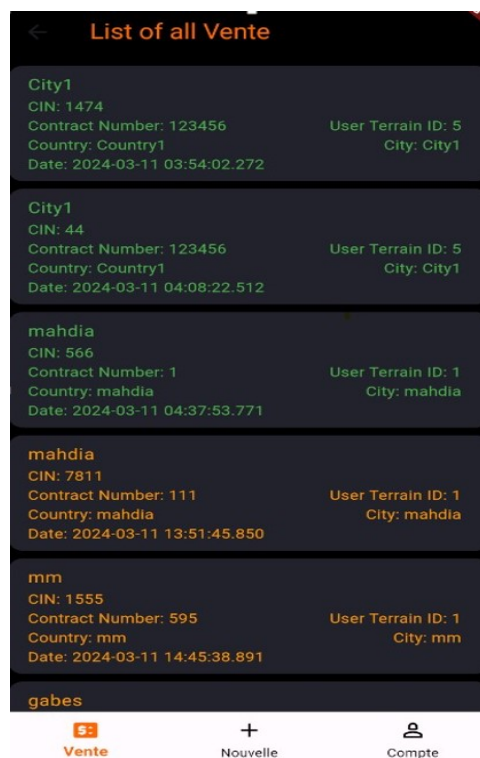 List of all Vente
City1
CIN: 1474
Contract Number: 123456 User Terrain ID: 5
Country: Country1 City: City1
Date: 2024-03-11 03:54:02.272
City1
CIN: 44
Contract Number: 123456 User Terrain ID: 5
Country: Country1 City: City1
Date: 2024-03-11 04:08:22.512
mahdia
CIN: 566
Contract Number: 1 User Terrain ID: 1
Country: mahdia City: mahdia
Date: 2024-03-11 04:37:53.771
mahdia
CIN: 7811
Contract Number: 111 User Terrain ID: 1
Country: mahdia City: mahdia
Date: 2024-03-11 13:51:45.850
mm
CIN: 1555
Contract Number: 595 User Terrain ID: 1
Country: mm City: mm
Date: 2024-03-11 14:45:38.891
gabes
Vente Nouvelle Compte